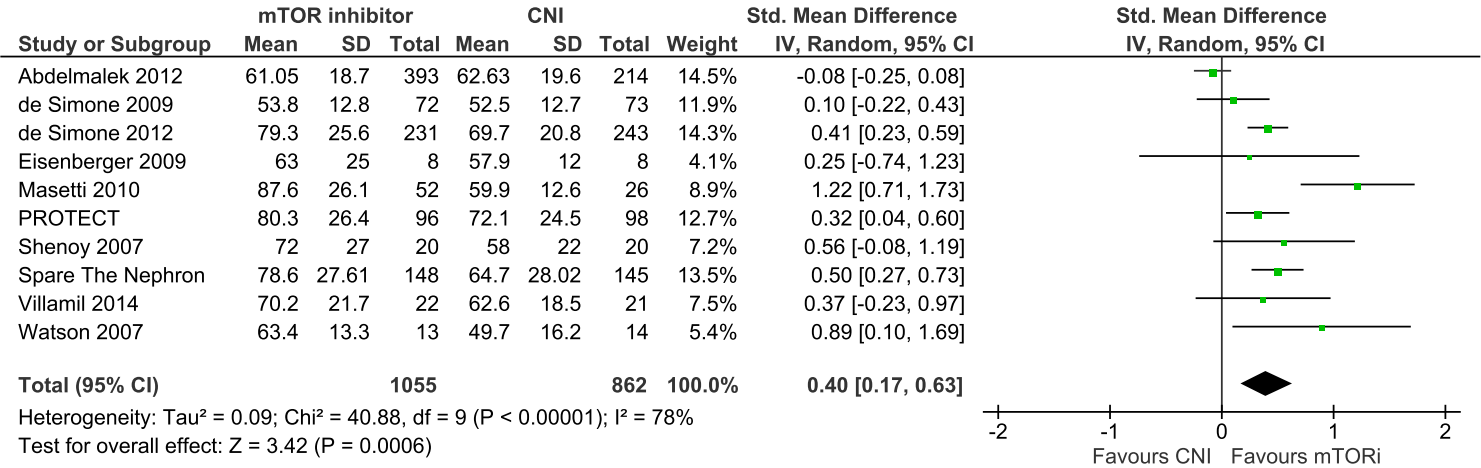 mTOR inhibitor CNI Std. Mean Difference Std. Mean Difference
Study or Subgroup Mean SD Total Mean SD Total Weight IV, Random, 95% CI IV, Random, 95% CI
Abdelmalek 2012 61.05 18.7 393 62.63 19.6 214 14.5% -0.08 [-0.25, 0.08]
de Simone 2009 53.8 12.8 72 52.5 12.7 73 11.9% 0.10 [-0.22, 0.43]
de Simone 2012 79.3 25.6 231 69.7 20.8 243 14.3% 0.41 [0.23, 0.59]
Eisenberger 2009 63 25 8 57.9 12 8 4.1% 0.25 [-0.74, 1.23]
Masetti 2010 87.6 26.1 52 59.9 12.6 26 8.9% 1.22 [0.71, 1.73]
PROTECT 80.3 26.4 96 72.1 24.5 98 12.7% 0.32 [0.04, 0.60]
Shenoy 2007 72 27 20 58 22 20 7.2% 0.56 [-0.08, 1.19]
Spare The Nephron 78.6 27.61 148 64.7 28.02 145 13.5% 0.50 [0.27, 0.73]
Villamil 2014 70.2 21.7 22 62.6 18.5 21 7.5% 0.37 [-0.23, 0.97]
Watson 2007 63.4 13.3 13 49.7 16.2 14 5.4% 0.89 [0.10, 1.69]
Total (95% CI) 1055 862 100.0% 0.40 [0.17, 0.63]
Heterogeneity: Tau² = 0.09; Chi² = 40.88, df = 9 (P < 0.00001); I² = 78%
Test for overall effect: Z = 3.42 (P = 0.0006)
-2 -1 0 1 2
Favours CNI Favours mTORi